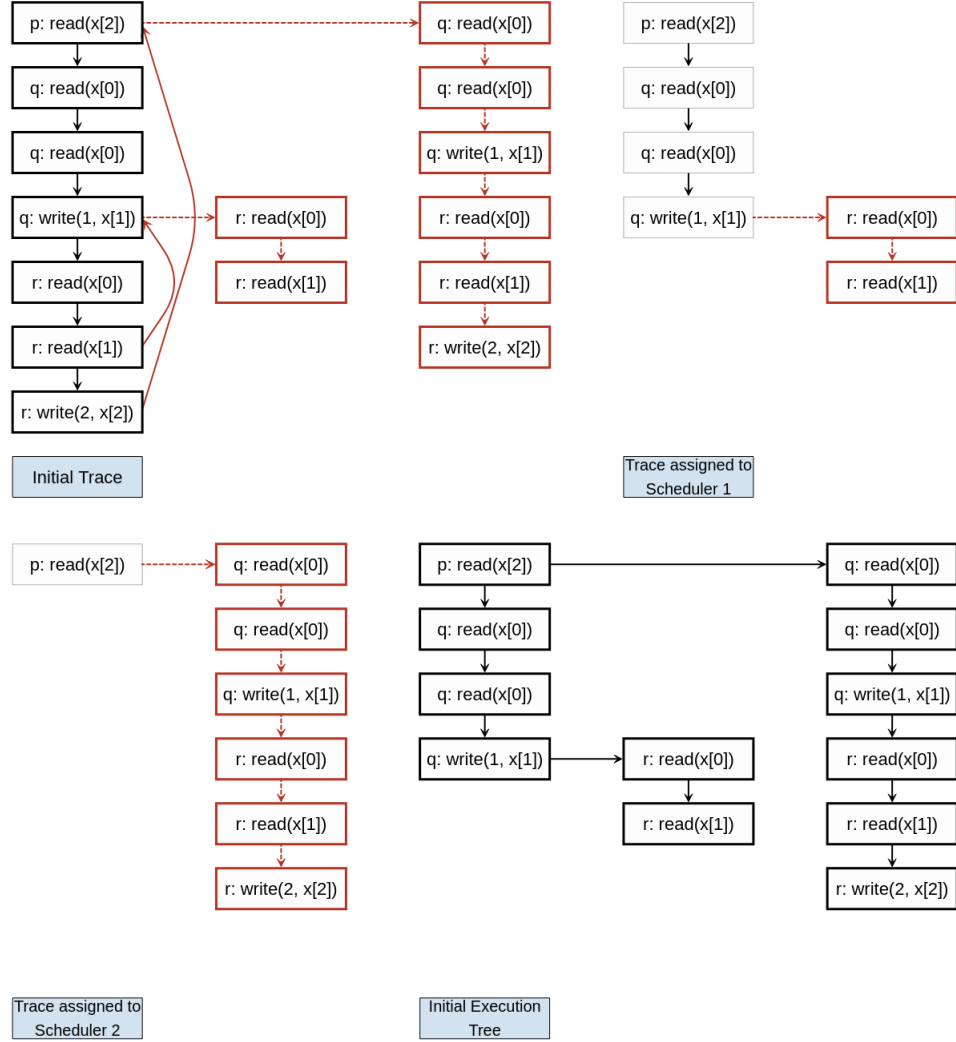 p: read(x[2])
q: read(x[0])
q: read(x[0])
q: write(1, x[1])
r: read(x[0])
r: read(x[1])
r: write(2, x[2])
Initial Trace
r: read(x[0])
r: read(x[1])
q: read(x[0])
q: read(x[0])
q: write(1, x[1])
r: read(x[0])
r: read(x[1])
r: write(2, x[2])
p: read(x[2])
q: read(x[0])
q: read(x[0])
q: write(1, x[1])
r: read(x[0])
r: read(x[1])
Trace assigned to
Scheduler 1
p: read(x[2])
q: read(x[0])
q: read(x[0])
q: write(1, x[1])
r: read(x[0])
r: read(x[1])
r: write(2, x[2])
Trace assigned to
Scheduler 2
p: read(x[2])
q: read(x[0])
q: read(x[0])
q: write(1, x[1])
r: read(x[0])
r: read(x[1])
q: read(x[0])
q: read(x[0])
q: write(1, x[1])
r: read(x[0])
r: read(x[1])
r: write(2, x[2])
Initial Execution
Tree